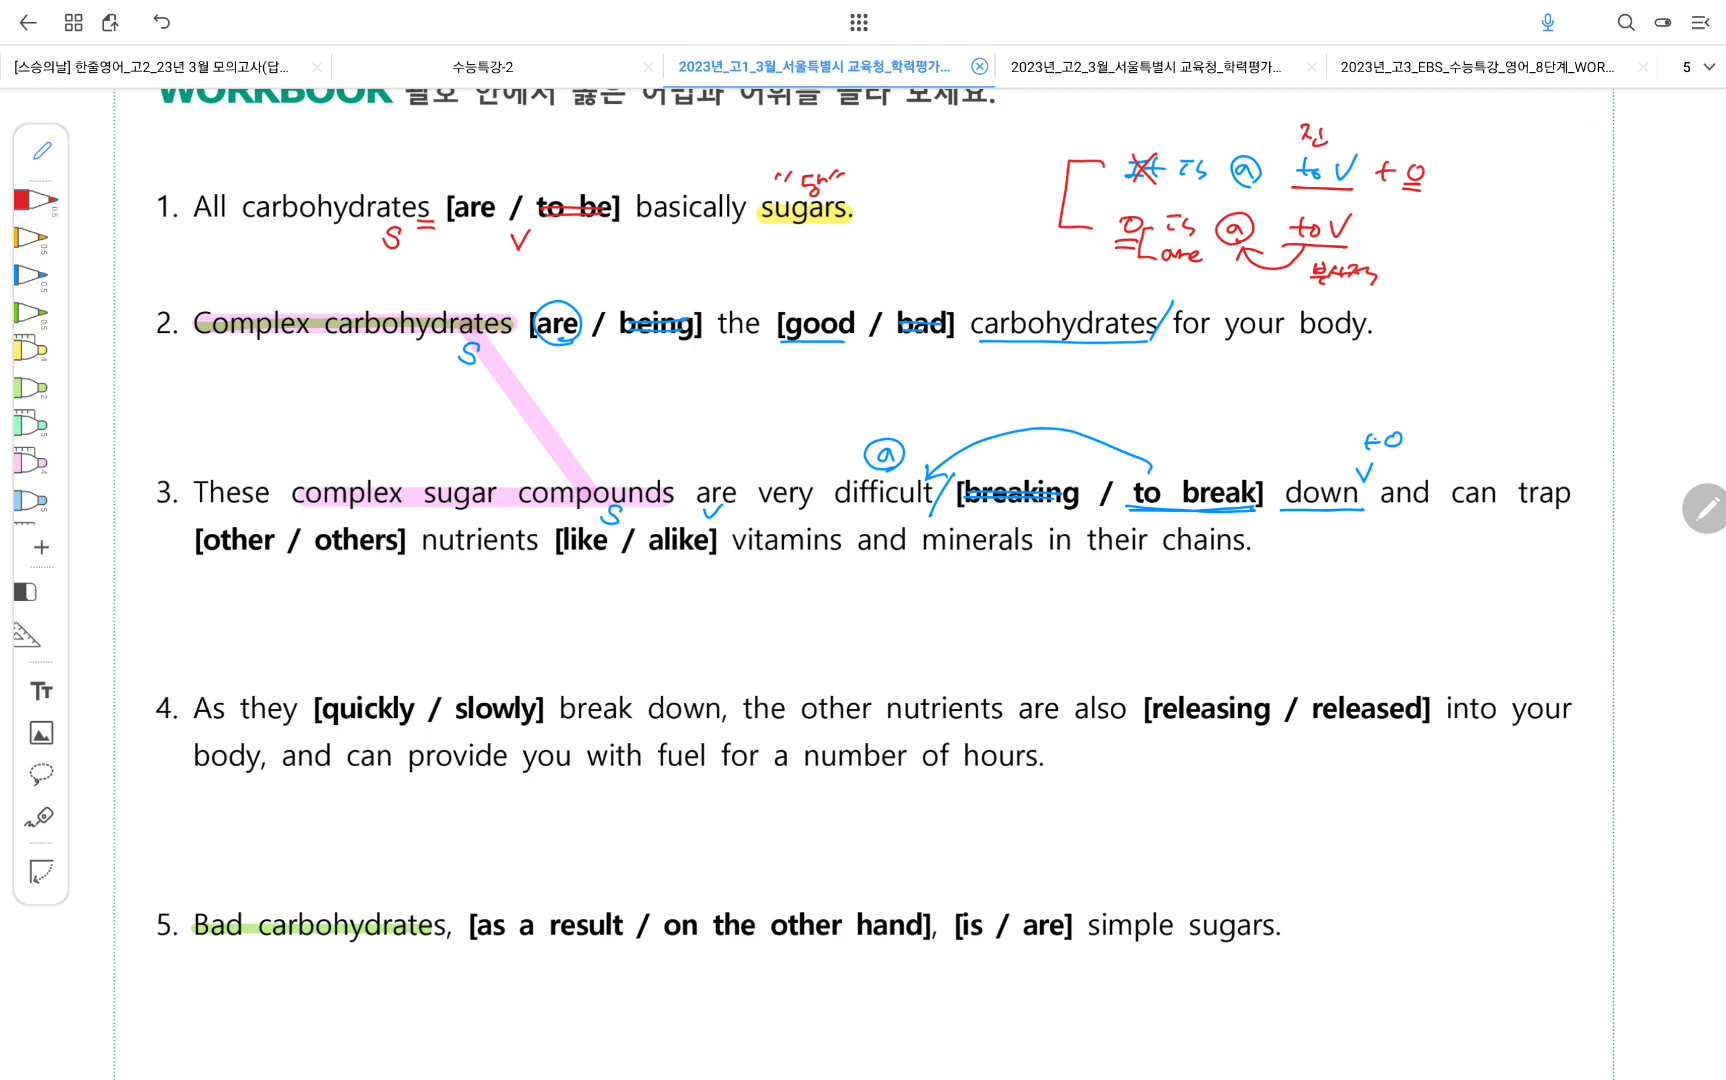 [스승의날] 한줄영어_고2_23년 3월 모의고사(답...
수능특강-2
2023년_고1_3월_서울특별시 교육청_학력평가...
2023년_고2_3월_서울특별시 교육청_학력평가...
2023년_고3_EBS_수능특강_영어_8단계_WOR...
5
WORKBOOK 괄호 안에서 옳은 어법과 어휘를 골라 보세요.
진
It is ⓐ to V + O
O is ⓐ to V
are
부사적
"당"
1. All carbohydrates [are / to be] basically sugars.
S V
2. Complex carbohydrates [are / being] the [good / bad] carbohydrates / for your body.
S
ⓐ
+O
V
3. These complex sugar compounds are very difficult / [breaking / to break] down and can trap
S V
[other / others] nutrients [like / alike] vitamins and minerals in their chains.
4. As they [quickly / slowly] break down, the other nutrients are also [releasing / released] into your
body, and can provide you with fuel for a number of hours.
5. Bad carbohydrates, [as a result / on the other hand], [is / are] simple sugars.
Tт